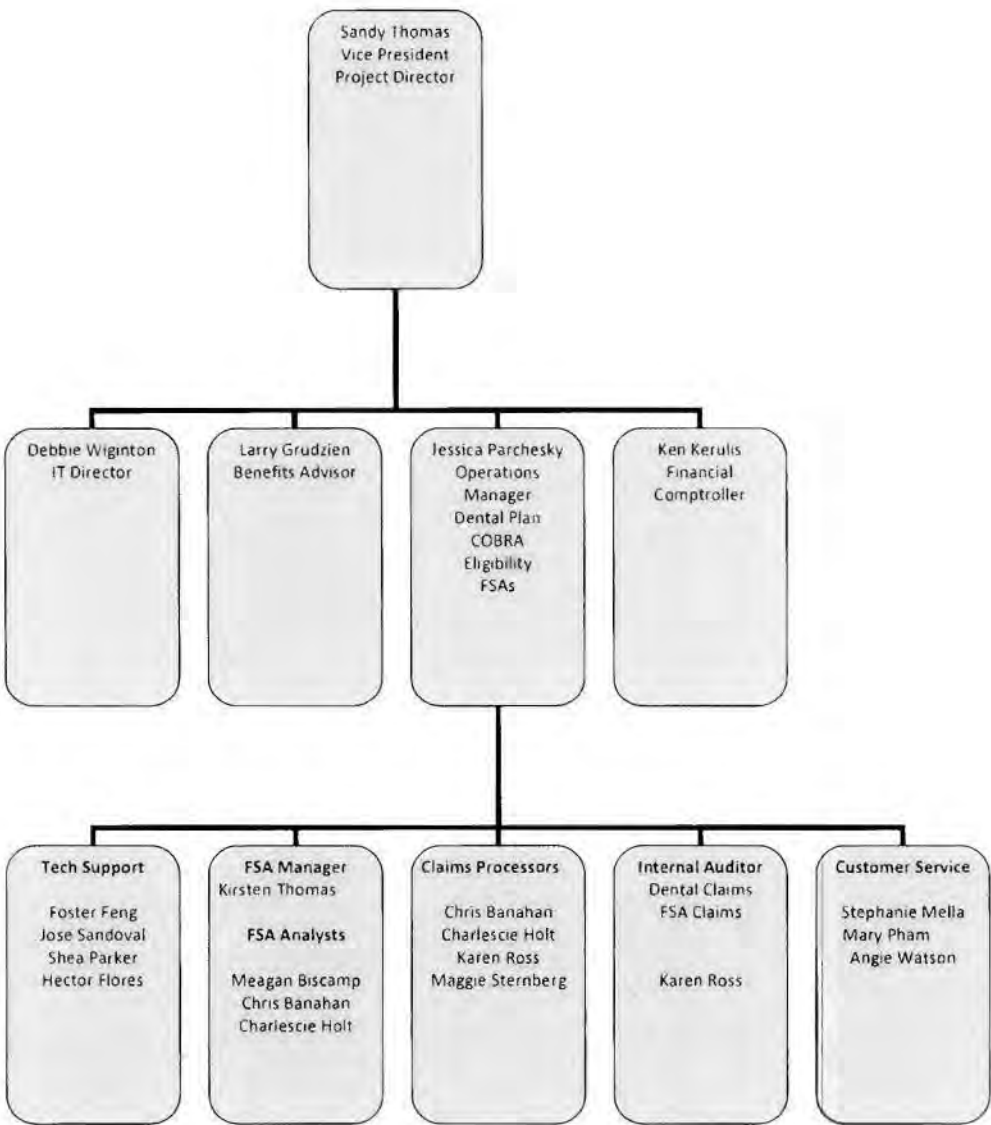 Sandy Thomas
Vice President
Project Director
Debbie Wiginton
IT Director
Larry Grudzien
Benefits Advisor
Jessica Parchesky
Operations
Manager
Dental Plan
COBRA
Eligibility
FSAs
Ken Kerulis
Financial
Comptroller
Tech Support
Foster Feng
Jose Sandoval
Shea Parker
Hector Flores
FSA Manager
Kirsten Thomas
FSA Analysts
Meagan Biscamp
Chris Banahan
Charlescie Holt
Claims Processors
Chris Banahan
Charlescie Holt
Karen Ross
Maggie Sternberg
Internal Auditor
Dental Claims
FSA Claims
Karen Ross
Customer Service
Stephanie Mella
Mary Pham
Angie Watson